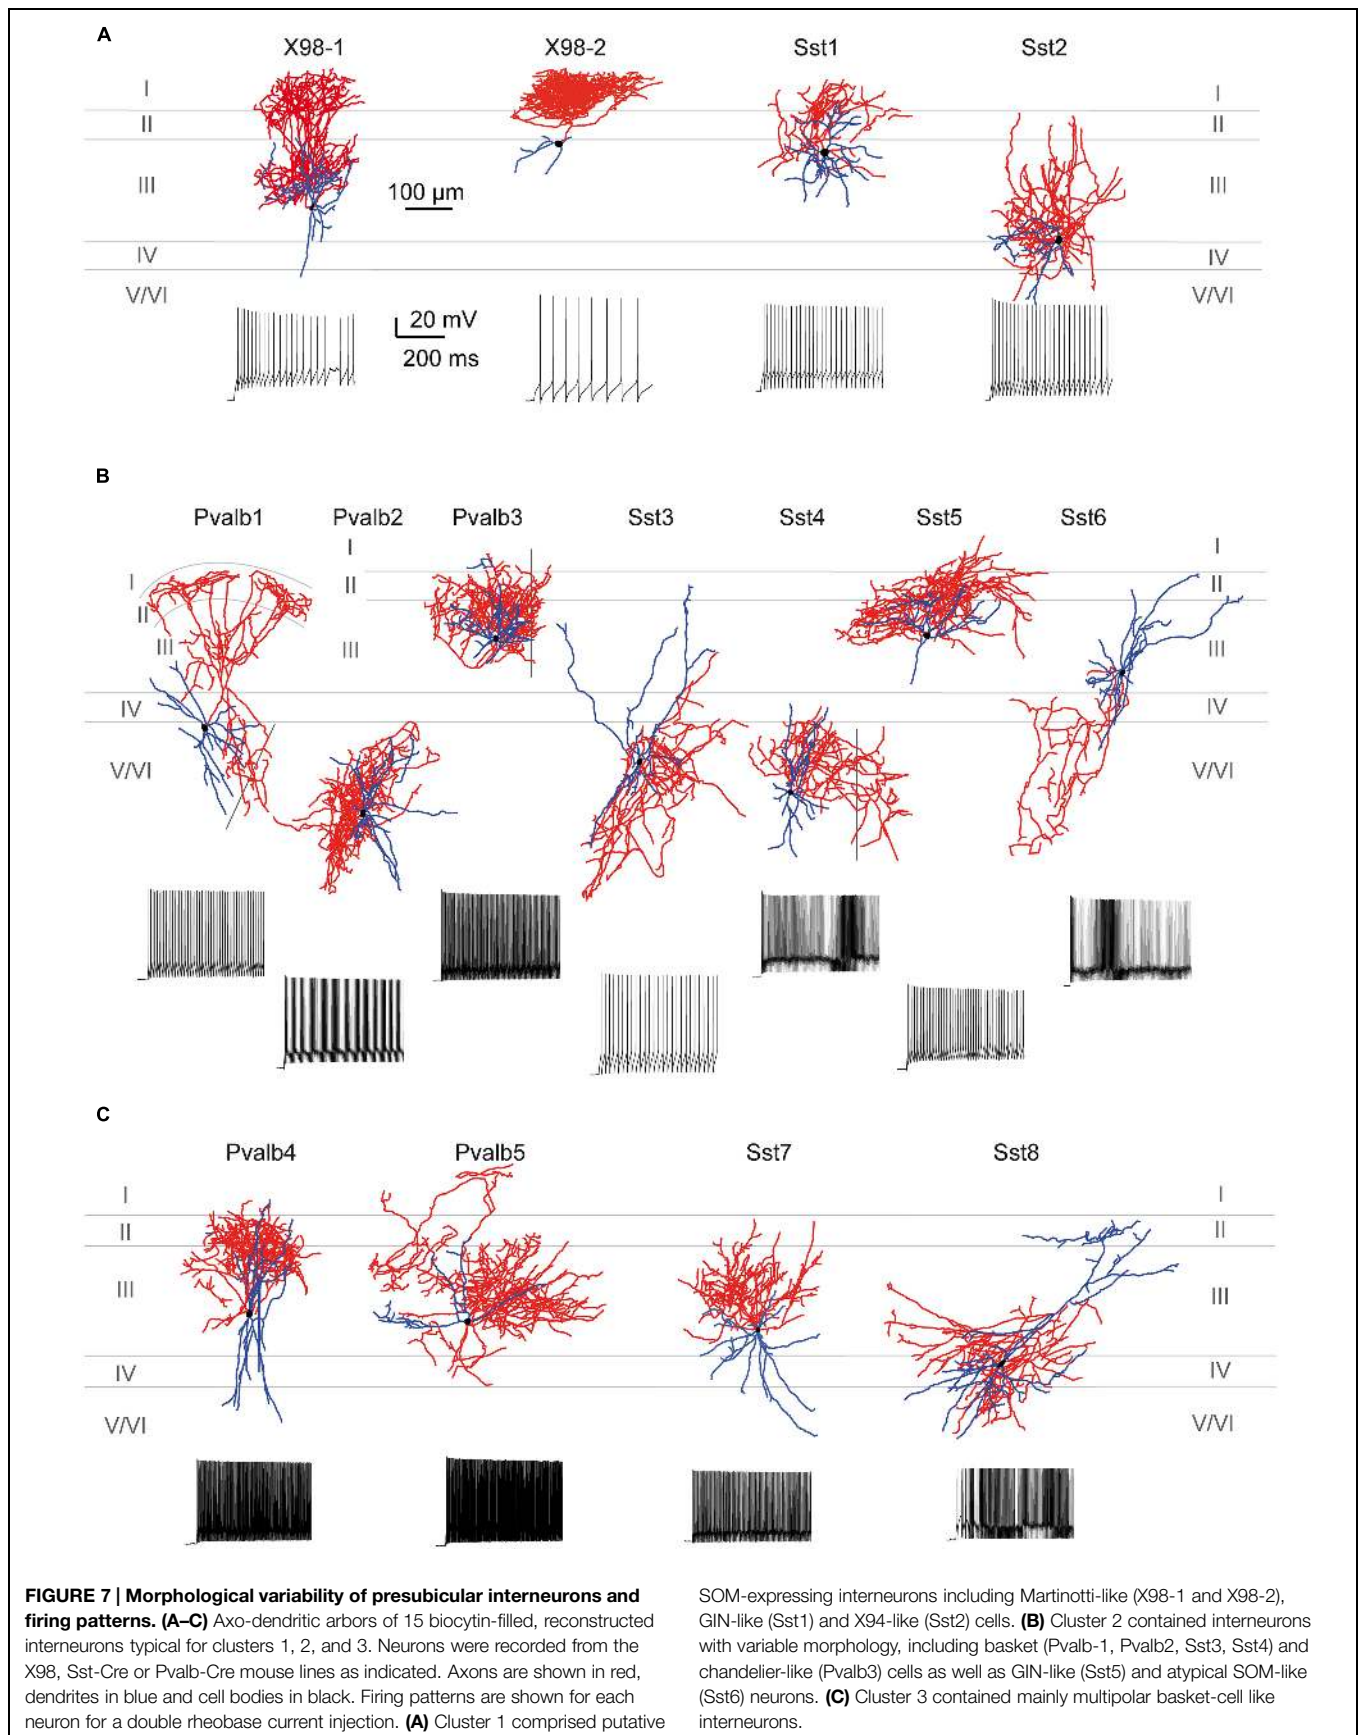 A
X98-1
X98-2
Sst1
Sst2
I
II
III
IV
V/VI
I
II
III
IV
V/VI
100 µm
20 mV
200 ms
B
Pvalb1
Pvalb2
Pvalb3
Sst3
Sst4
Sst5
Sst6
I
II
III
IV
V/VI
I
II
III
I
II
III
IV
V/VI
C
Pvalb4
Pvalb5
Sst7
Sst8
I
II
III
IV
V/VI
I
II
III
IV
V/VI
FIGURE 7 | Morphological variability of presubicular interneurons and
firing patterns. (A–C) Axo-dendritic arbors of 15 biocytin-filled, reconstructed
interneurons typical for clusters 1, 2, and 3. Neurons were recorded from the
X98, Sst-Cre or Pvalb-Cre mouse lines as indicated. Axons are shown in red,
dendrites in blue and cell bodies in black. Firing patterns are shown for each
neuron for a double rheobase current injection. (A) Cluster 1 comprised putative
SOM-expressing interneurons including Martinotti-like (X98-1 and X98-2),
GIN-like (Sst1) and X94-like (Sst2) cells. (B) Cluster 2 contained interneurons
with variable morphology, including basket (Pvalb-1, Pvalb2, Sst3, Sst4) and
chandelier-like (Pvalb3) cells as well as GIN-like (Sst5) and atypical SOM-like
(Sst6) neurons. (C) Cluster 3 contained mainly multipolar basket-cell like
interneurons.